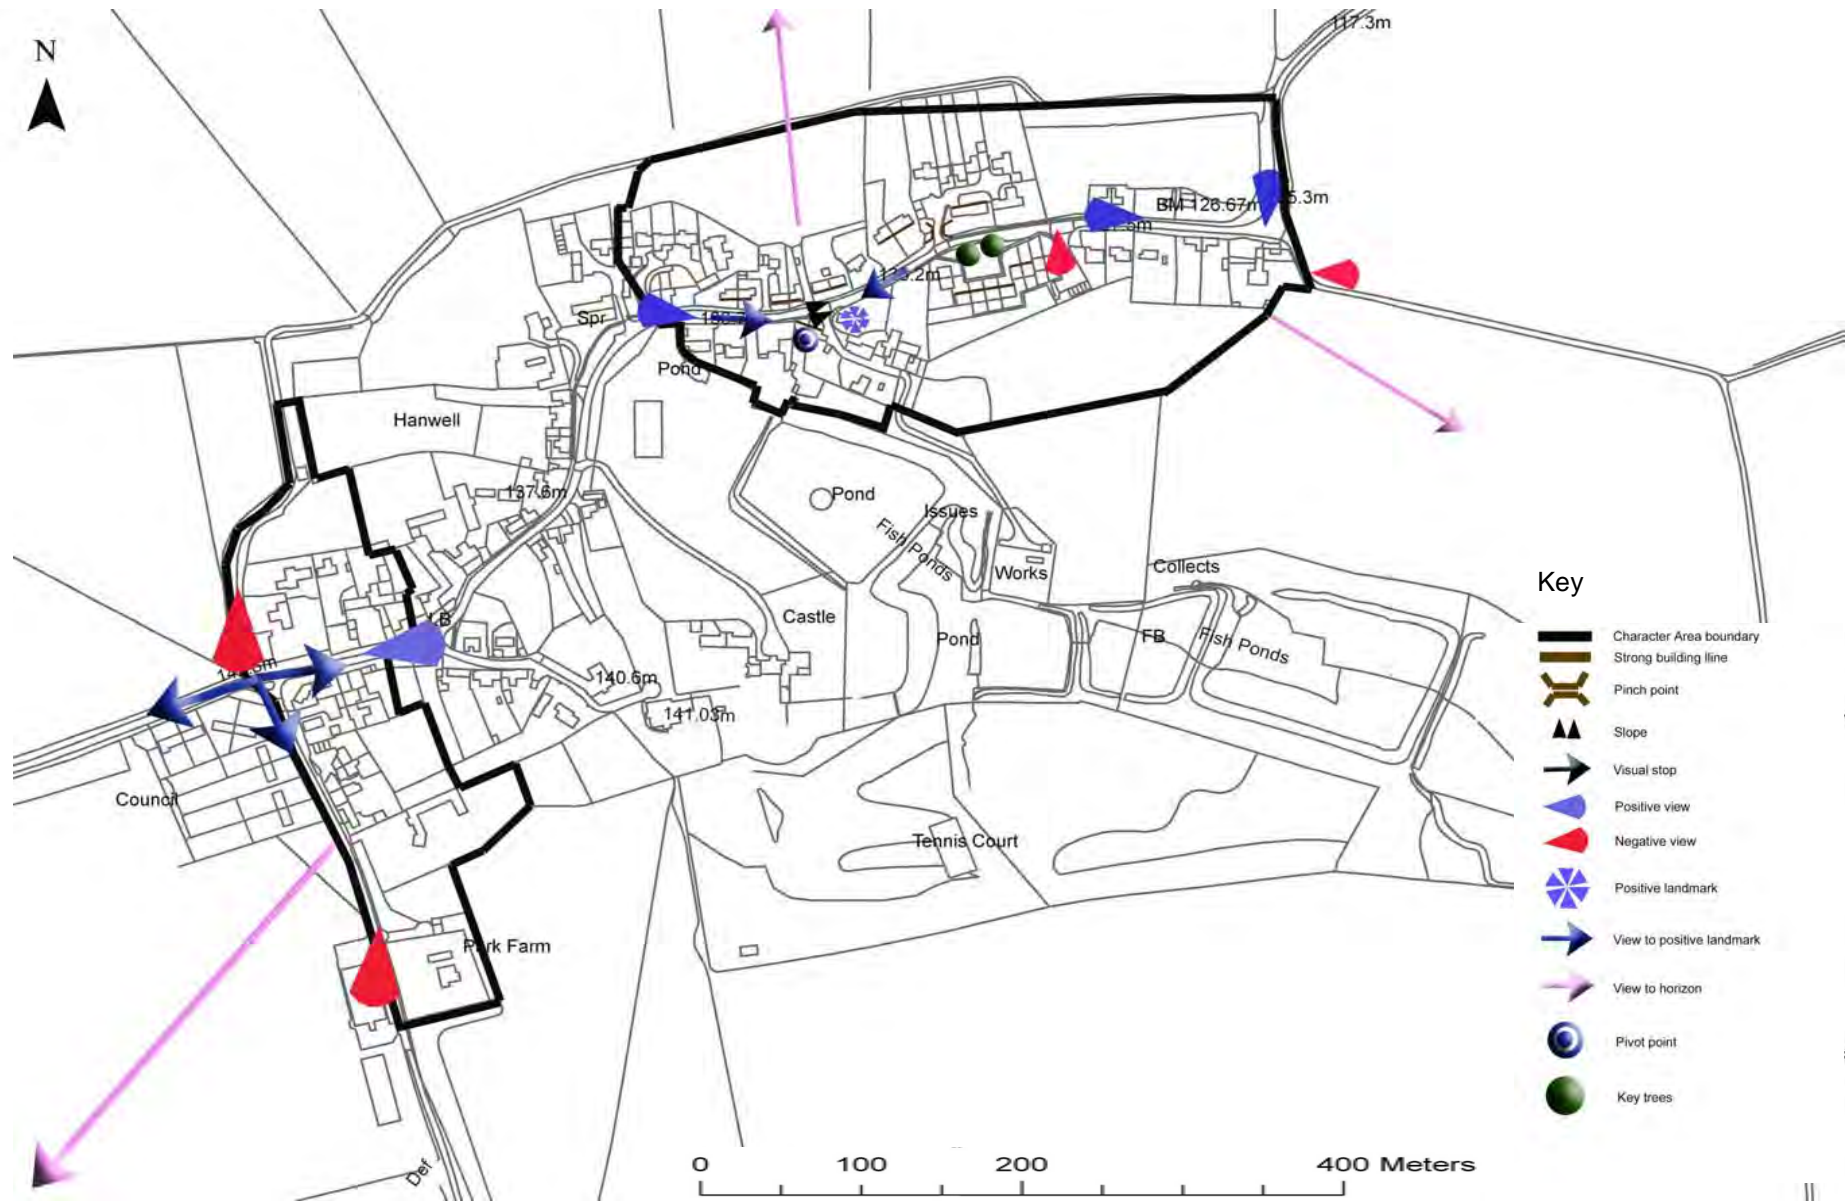 117.3m
N
BM 126.67m
Spr
Pond
Hanwell
137.6m
Pond
Issues
Fish Ponds
Works
Collects
Castle
Pond
FB
Fish Ponds
140.6m
141.03m
Council
Tennis Court
Park Farm
Def
Key
Character Area boundary
Strong building lline
Pinch point
Slope
Visual stop
Positive view
Negative view
Positive landmark
View to positive landmark
View to horizon
Pivot point
Key trees
0 100 200 400 Meters